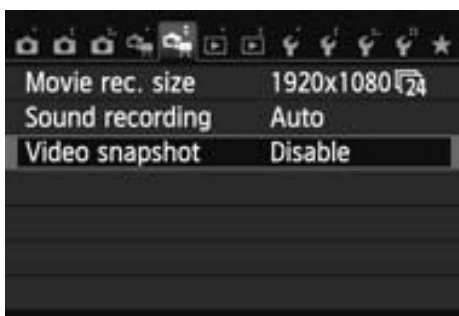 Movie rec. size 1920x1080 24
Sound recording Auto
Video snapshot Disable